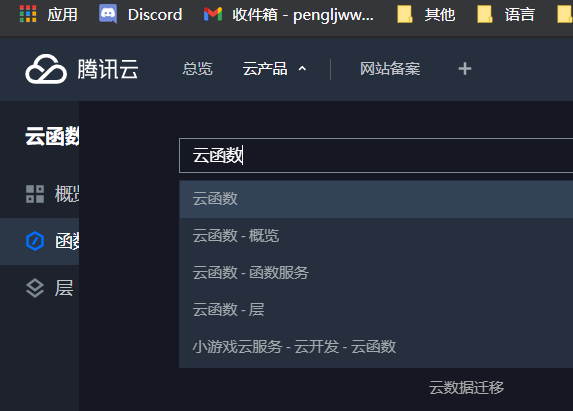 应用 Discord 收件箱 - pengljww... 其他 语言
腾讯云 总览 云产品 网站备案 +
云函数
云函数
概览
云函数
函数
云函数 - 概览
云函数 - 函数服务
层
云函数 - 层
小游戏云服务 - 云开发 - 云函数
云数据迁移